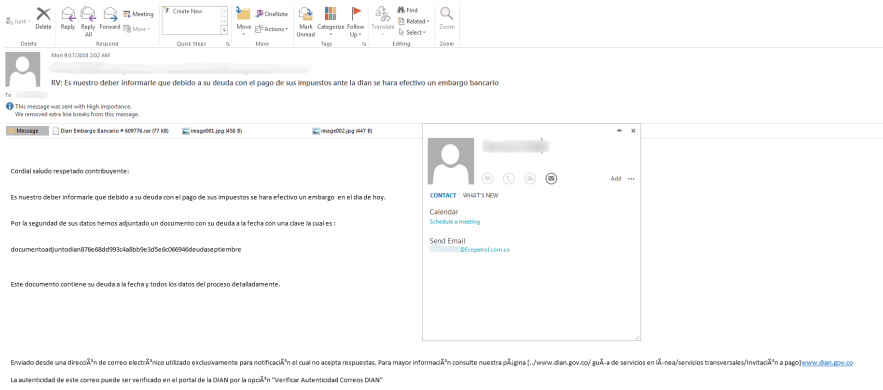 Junk
Delete
Reply
Reply All
Forward
Meeting
More
Create New
Move
OneNote
Actions
Mark Unread
Categorize
Follow Up
Translate
Find
Related
Select
Zoom
Delete
Respond
Quick Steps
Move
Tags
Editing
Zoom
Mon 9/17/2018 2:02 AM
RV: Es nuestro deber informarle que debido a su deuda con el pago de sus impuestos ante la dian se hara efectivo un embargo bancario
To
This message was sent with High importance.
We removed extra line breaks from this message.
Message
Dian Embargo Bancario # 609776.rar (77 KB)
image001.jpg (458 B)
image002.jpg (447 B)
Cordial saludo respetado contribuyente:
Es nuestro deber informarle que debido a su deuda con el pago de sus impuestos se hara efectivo un embargo en el dia de hoy.
Por la seguridad de sus datos hemos adjuntado un documento con su deuda a la fecha con una clave la cual es :
documentoadjuntodian876e68dd993c4a8bb9e3d5e6c066946deudaseptiembre
Este documento contiene su deuda a la fecha y todos los datos del proceso detalladamente.
Add
CONTACT
WHAT'S NEW
Calendar
Schedule a meeting
Send Email
@Ecopetrol.com.co
Enviado desde una direcciÃ³n de correo electrÃ³nico utilizado exclusivamente para notificaciÃ³n el cual no acepta respuestas. Para mayor informaciÃ³n consulte nuestra pÃ¡gina [../www.dian.gov.co/ guÃ-a de servicios en lÃ-nea/servicios transversales/InvitaciÃ³n a pago]www.dian.gov.co
La autenticidad de este correo puede ser verificado en el portal de la DIAN por la opciÃ³n "Verificar Autenticidad Correos DIAN"